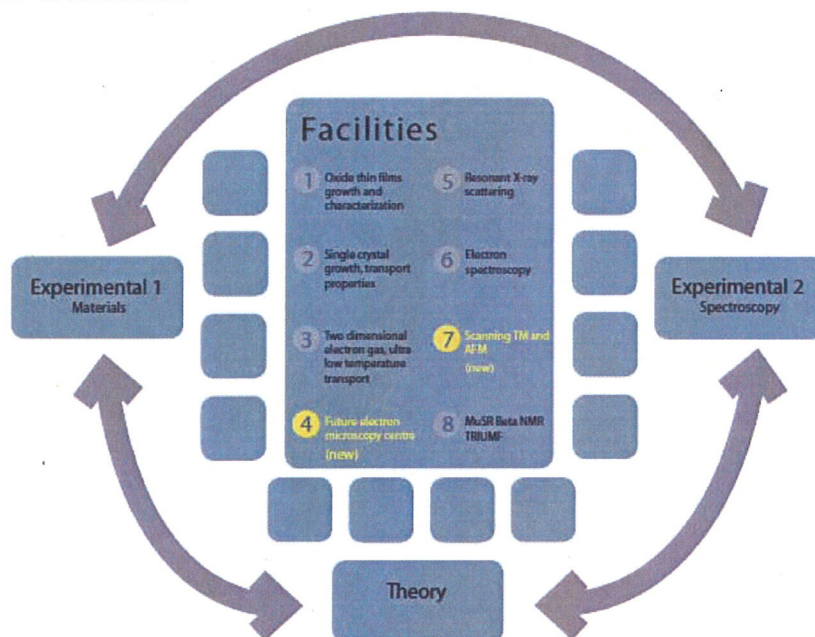 Facilities
1 Oxide thin films
growth and
characterization
2 Single crystal
growth, transport
properties
3 Two dimensional
electron gas, ultra
low temperature
transport
4 Future electron
microscopy centre
(new)
5 Resonant X-ray
scattering
6 Electron
spectroscopy
7 Scanning TM and
AFM
(new)
8 MuSR Beta NMR
TRIUMF
Experimental 1
Materials
Experimental 2
Spectroscopy
Theory